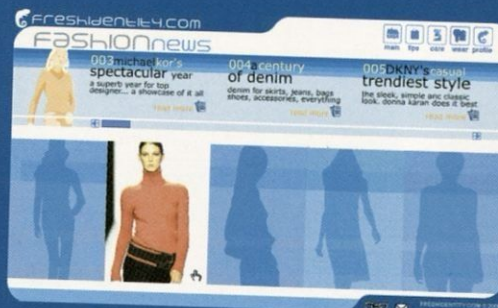 FRESHIDENTITY.COM
FASHIONnews
main tips care wear profile
003michaelkor's
spectacular year
a superb year for top
designer... a showcase of it all
read more
004a century
of denim
denim for skirts, jeans, bags
shoes, accessories, everything
read more
005DKNY's casual
trendiest style
the sleek, simple anc classic
look. donna karan does it best
read more